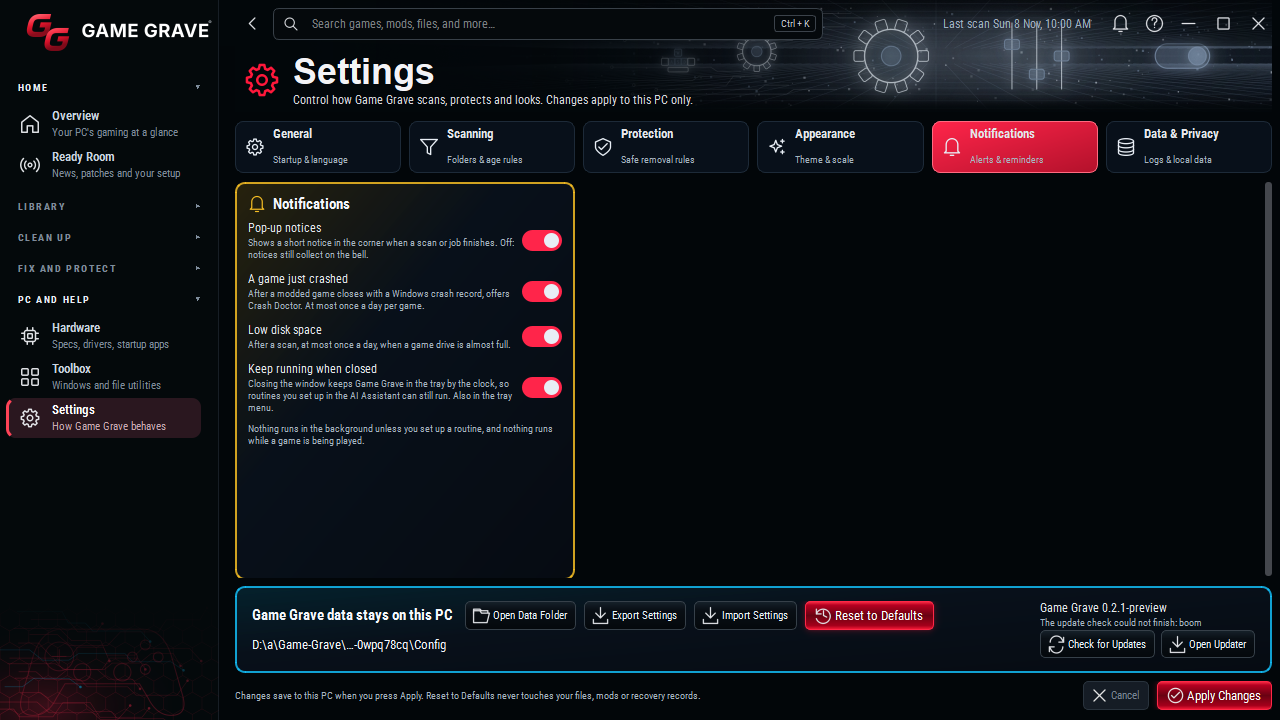 GAME GRAVE
Search games, mods, files, and more...
Ctrl + K
Last scan Sun 8 Nov, 10:00 AM
Settings
Control how Game Grave scans, protects and looks. Changes apply to this PC only.
HOME
Overview
Your PC's gaming at a glance
Ready Room
News, patches and your setup
LIBRARY
CLEAN UP
FIX AND PROTECT
PC AND HELP
Hardware
Specs, drivers, startup apps
Toolbox
Windows and file utilities
Settings
How Game Grave behaves
General
Startup & language
Scanning
Folders & age rules
Protection
Safe removal rules
Appearance
Theme & scale
Notifications
Alerts & reminders
Data & Privacy
Logs & local data
Notifications
Pop-up notices
Shows a short notice in the corner when a scan or job finishes. Off:
notices still collect on the bell.
A game just crashed
After a modded game closes with a Windows crash record, offers
Crash Doctor. At most once a day per game.
Low disk space
After a scan, at most once a day, when a game drive is almost full.
Keep running when closed
Closing the window keeps Game Grave in the tray by the clock, so
routines you set up in the AI Assistant can still run. Also in the tray
menu.
Nothing runs in the background unless you set up a routine, and nothing runs
while a game is being played.
Game Grave data stays on this PC
Open Data Folder
Export Settings
Import Settings
Reset to Defaults
D:\a\Game-Grave\...-0wpq78cq\Config
Game Grave 0.2.1-preview
The update check could not finish: boom
Check for Updates
Open Updater
Changes save to this PC when you press Apply. Reset to Defaults never touches your files, mods or recovery records.
Cancel
Apply Changes